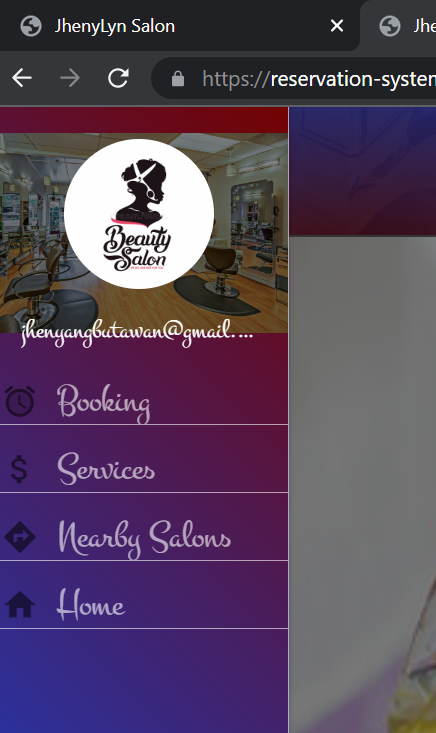 JhenyLyn Salon
Jhe
https://reservation-system
Beauty
Salon
jhenyangbutawan@gmail....
Booking
Services
Nearby Salons
Home